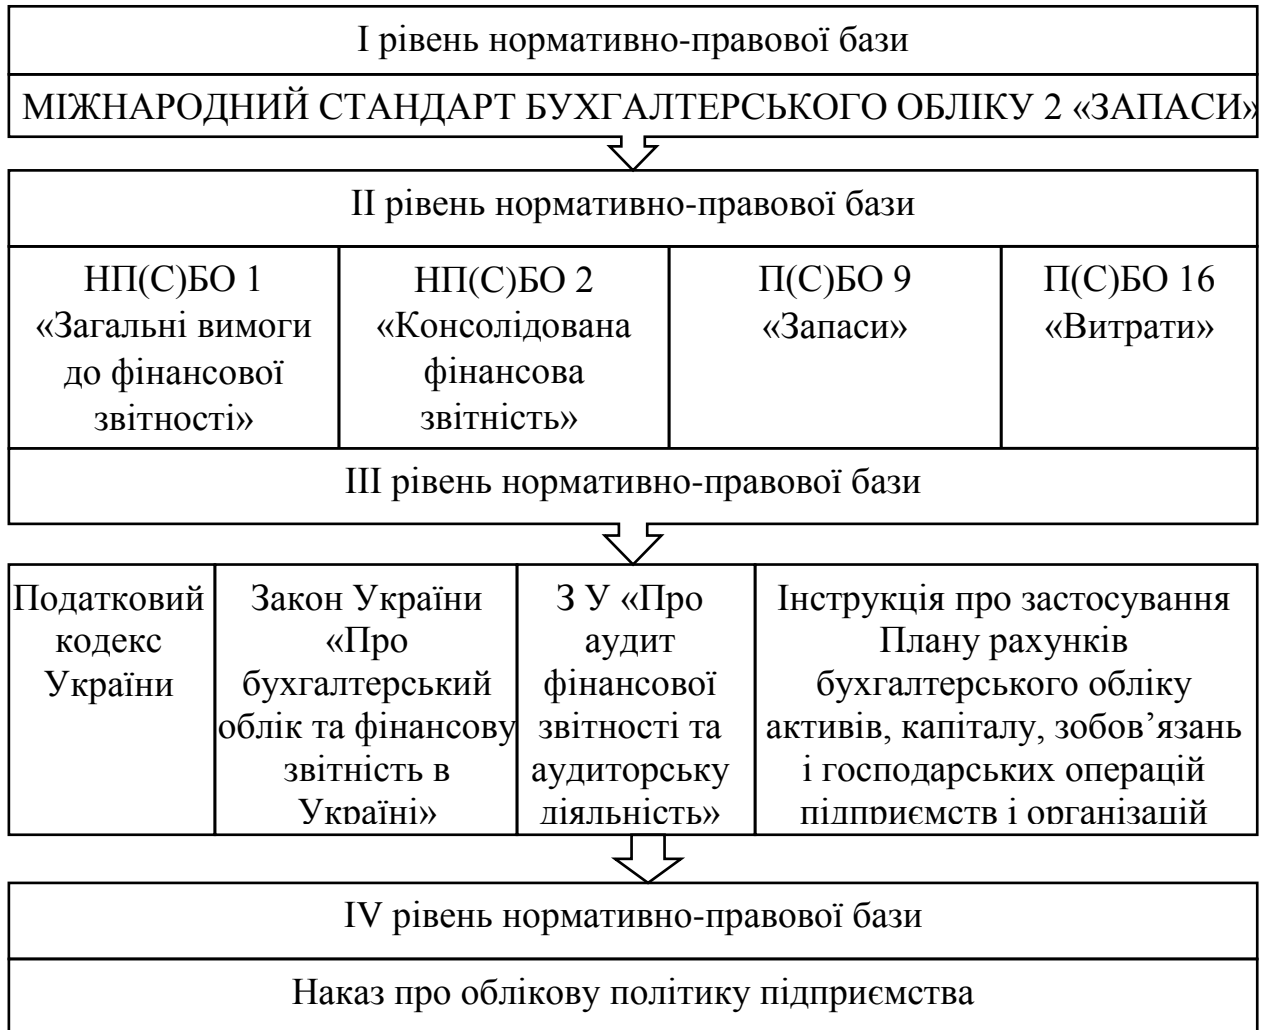 І рівень нормативно-правової бази
МІЖНАРОДНИЙ СТАНДАРТ БУХГАЛТЕРСЬКОГО ОБЛІКУ 2 «ЗАПАСИ»
ІІ рівень нормативно-правової бази
НП(С)БО 1
«Загальні вимоги
до фінансової
звітності»
НП(С)БО 2
«Консолідована
фінансова
звітність»
П(С)БО 9
«Запаси»
П(С)БО 16
«Витрати»
ІІІ рівень нормативно-правової бази
Податковий
кодекс
України
Закон України
«Про
бухгалтерський
облік та фінансову
звітність в
Україні»
З У «Про
аудит
фінансової
звітності та
аудиторську
діяльність»
Інструкція про застосування
Плану рахунків
бухгалтерського обліку
активів, капіталу, зобов’язань
і господарських операцій
підприємств і організацій
IV рівень нормативно-правової бази
Наказ про облікову політику підприємства